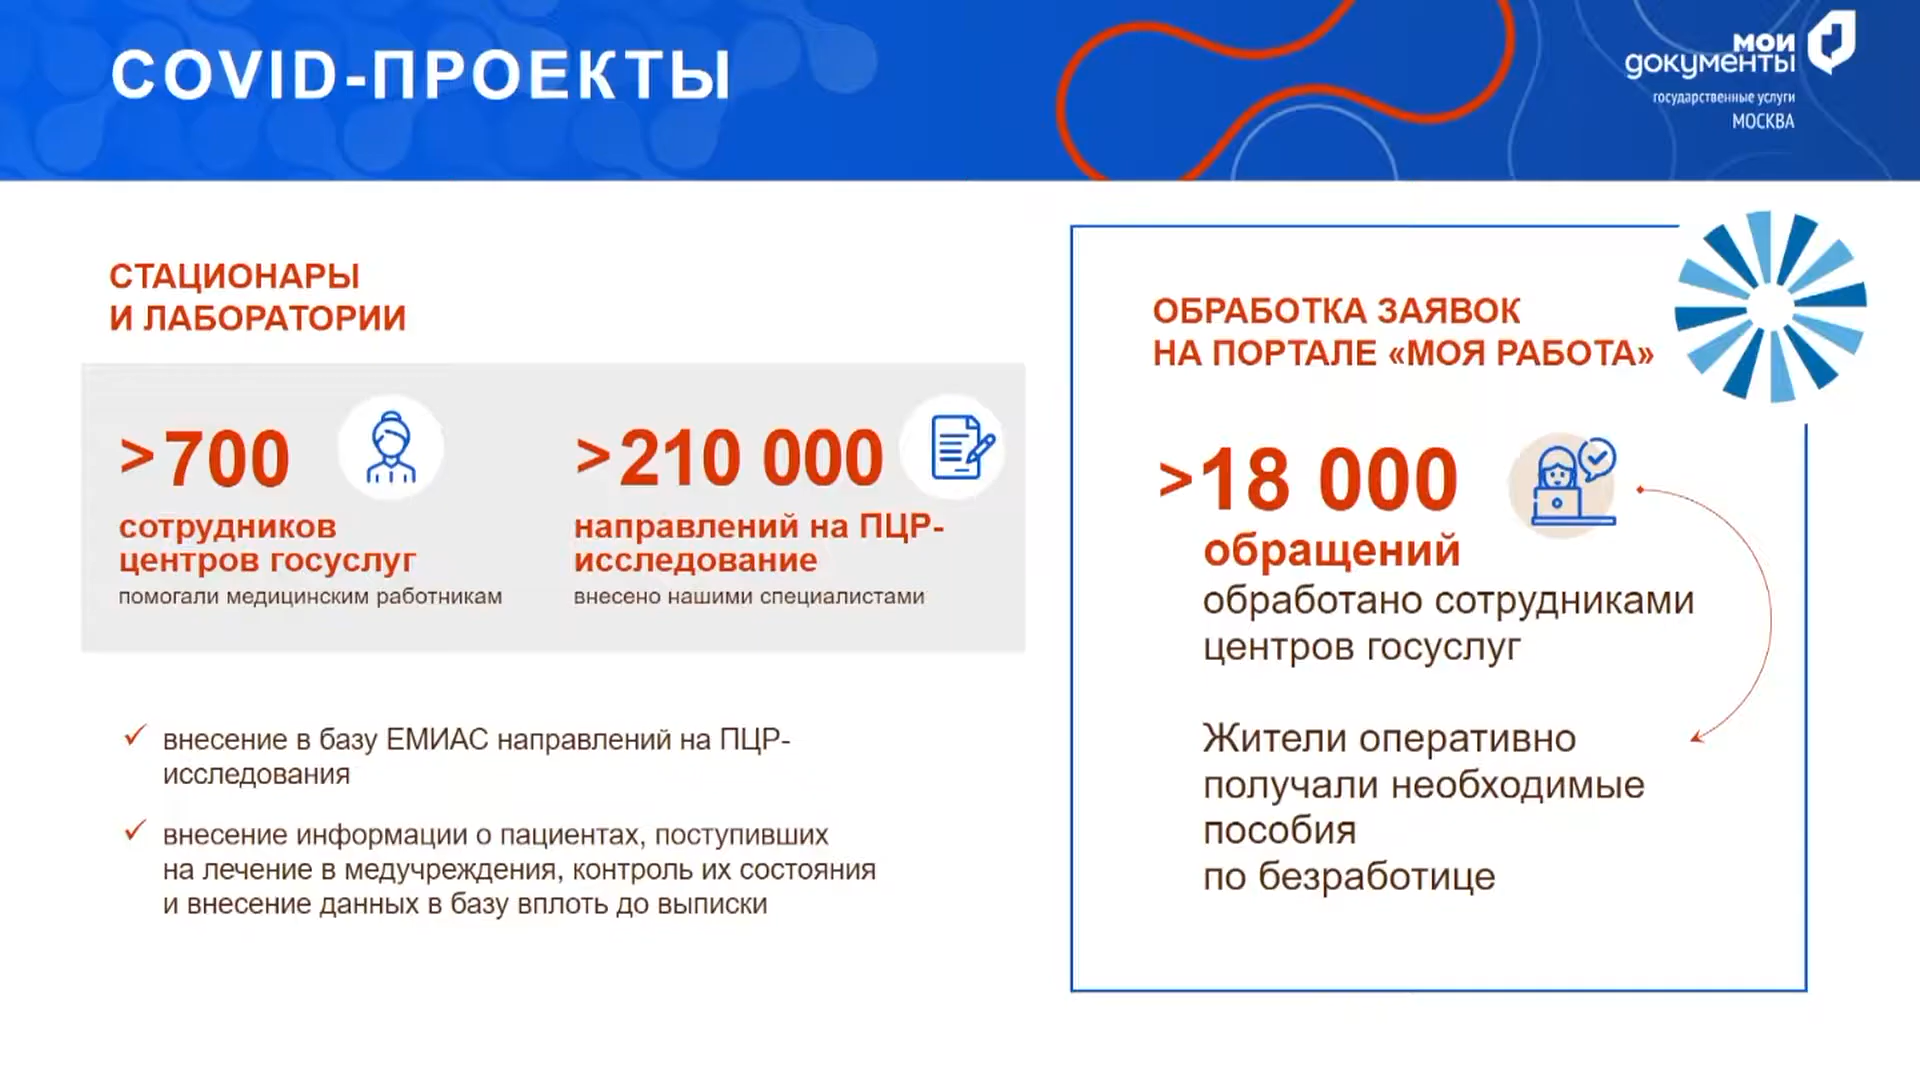 COVID-ПРОЕКТЫ
мои
документы
государственные услуги
МОСКВА
СТАЦИОНАРЫ
И ЛАБОРАТОРИИ
>700
сотрудников
центров госуслуг
помогали медицинским работникам
>210 000
направлений на ПЦР-
исследование
внесено нашими специалистами
внесение в базу ЕМИАС направлений на ПЦР-
исследования
внесение информации о пациентах, поступивших
на лечение в медучреждения, контроль их состояния
и внесение данных в базу вплоть до выписки
ОБРАБОТКА ЗАЯВОК
НА ПОРТАЛЕ «МОЯ РАБОТА»
>18 000
обращений
обработано сотрудниками
центров госуслуг
Жители оперативно
получали необходимые
пособия
по безработице